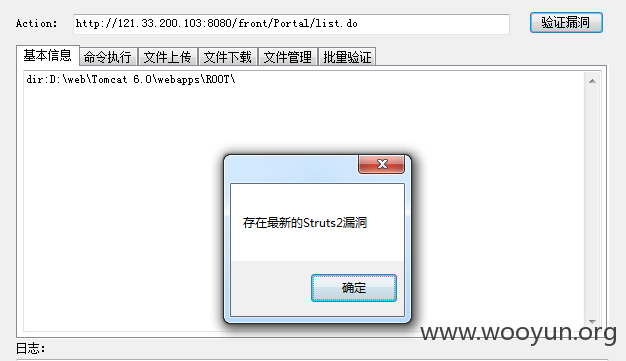 Action: http://121.33.200.103:8080/front/Portal/list.do 验证漏洞
基本信息 命令执行 文件上传 文件下载 文件管理 批量验证
dir:D:\web\Tomcat 6.0\webapps\ROOT\
存在最新的Struts2漏洞
确定
www.wooyun.org
日志: